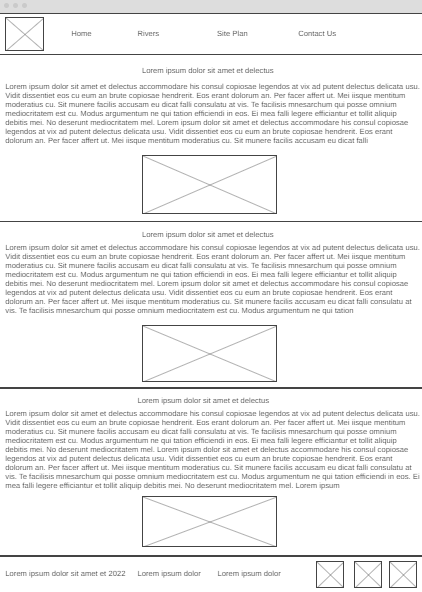 Home Rivers Site Plan Contact Us
Lorem ipsum dolor sit amet et delectus
Lorem ipsum dolor sit amet et delectus accommodare his consul copiosae legendos at vix ad putent delectus delicata usu.
Vidit dissentiet eos cu eum an brute copiosae hendrerit. Eos erant dolorum an. Per facer affert ut. Mei iisque mentitum
moderatius cu. Sit munere facilis accusam eu dicat falli consulatu at vis. Te facilisis mnesarchum qui posse omnium
mediocritatem est cu. Modus argumentum ne qui tation efficiendi in eos. Ei mea falli legere efficiantur et tollit aliquip
debitis mei. No deserunt mediocritatem mel. Lorem ipsum dolor sit amet et delectus accommodare his consul copiosae
legendos at vix ad putent delectus delicata usu. Vidit dissentiet eos cu eum an brute copiosae hendrerit. Eos erant
dolorum an. Per facer affert ut. Mei iisque mentitum moderatius cu. Sit munere facilis accusam eu dicat falli
Lorem ipsum dolor sit amet et delectus
Lorem ipsum dolor sit amet et delectus accommodare his consul copiosae legendos at vix ad putent delectus delicata usu.
Vidit dissentiet eos cu eum an brute copiosae hendrerit. Eos erant dolorum an. Per facer affert ut. Mei iisque mentitum
moderatius cu. Sit munere facilis accusam eu dicat falli consulatu at vis. Te facilisis mnesarchum qui posse omnium
mediocritatem est cu. Modus argumentum ne qui tation efficiendi in eos. Ei mea falli legere efficiantur et tollit aliquip
debitis mei. No deserunt mediocritatem mel. Lorem ipsum dolor sit amet et delectus accommodare his consul copiosae
legendos at vix ad putent delectus delicata usu. Vidit dissentiet eos cu eum an brute copiosae hendrerit. Eos erant
dolorum an. Per facer affert ut. Mei iisque mentitum moderatius cu. Sit munere facilis accusam eu dicat falli consulatu at
vis. Te facilisis mnesarchum qui posse omnium mediocritatem est cu. Modus argumentum ne qui tation
Lorem ipsum dolor sit amet et delectus
Lorem ipsum dolor sit amet et delectus accommodare his consul copiosae legendos at vix ad putent delectus delicata usu.
Vidit dissentiet eos cu eum an brute copiosae hendrerit. Eos erant dolorum an. Per facer affert ut. Mei iisque mentitum
moderatius cu. Sit munere facilis accusam eu dicat falli consulatu at vis. Te facilisis mnesarchum qui posse omnium
mediocritatem est cu. Modus argumentum ne qui tation efficiendi in eos. Ei mea falli legere efficiantur et tollit aliquip
debitis mei. No deserunt mediocritatem mel. Lorem ipsum dolor sit amet et delectus accommodare his consul copiosae
legendos at vix ad putent delectus delicata usu. Vidit dissentiet eos cu eum an brute copiosae hendrerit. Eos erant
dolorum an. Per facer affert ut. Mei iisque mentitum moderatius cu. Sit munere facilis accusam eu dicat falli consulatu at
vis. Te facilisis mnesarchum qui posse omnium mediocritatem est cu. Modus argumentum ne qui tation efficiendi in eos. Ei
mea falli legere efficiantur et tollit aliquip debitis mei. No deserunt mediocritatem mel. Lorem ipsum
Lorem ipsum dolor sit amet et 2022 Lorem ipsum dolor Lorem ipsum dolor